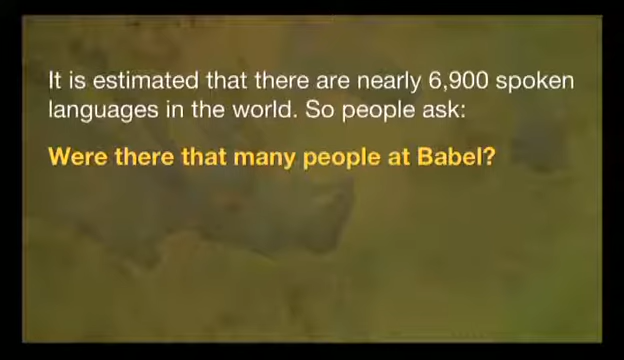 It is estimated that there are nearly 6,900 spoken
languages in the world. So people ask:
Were there that many people at Babel?